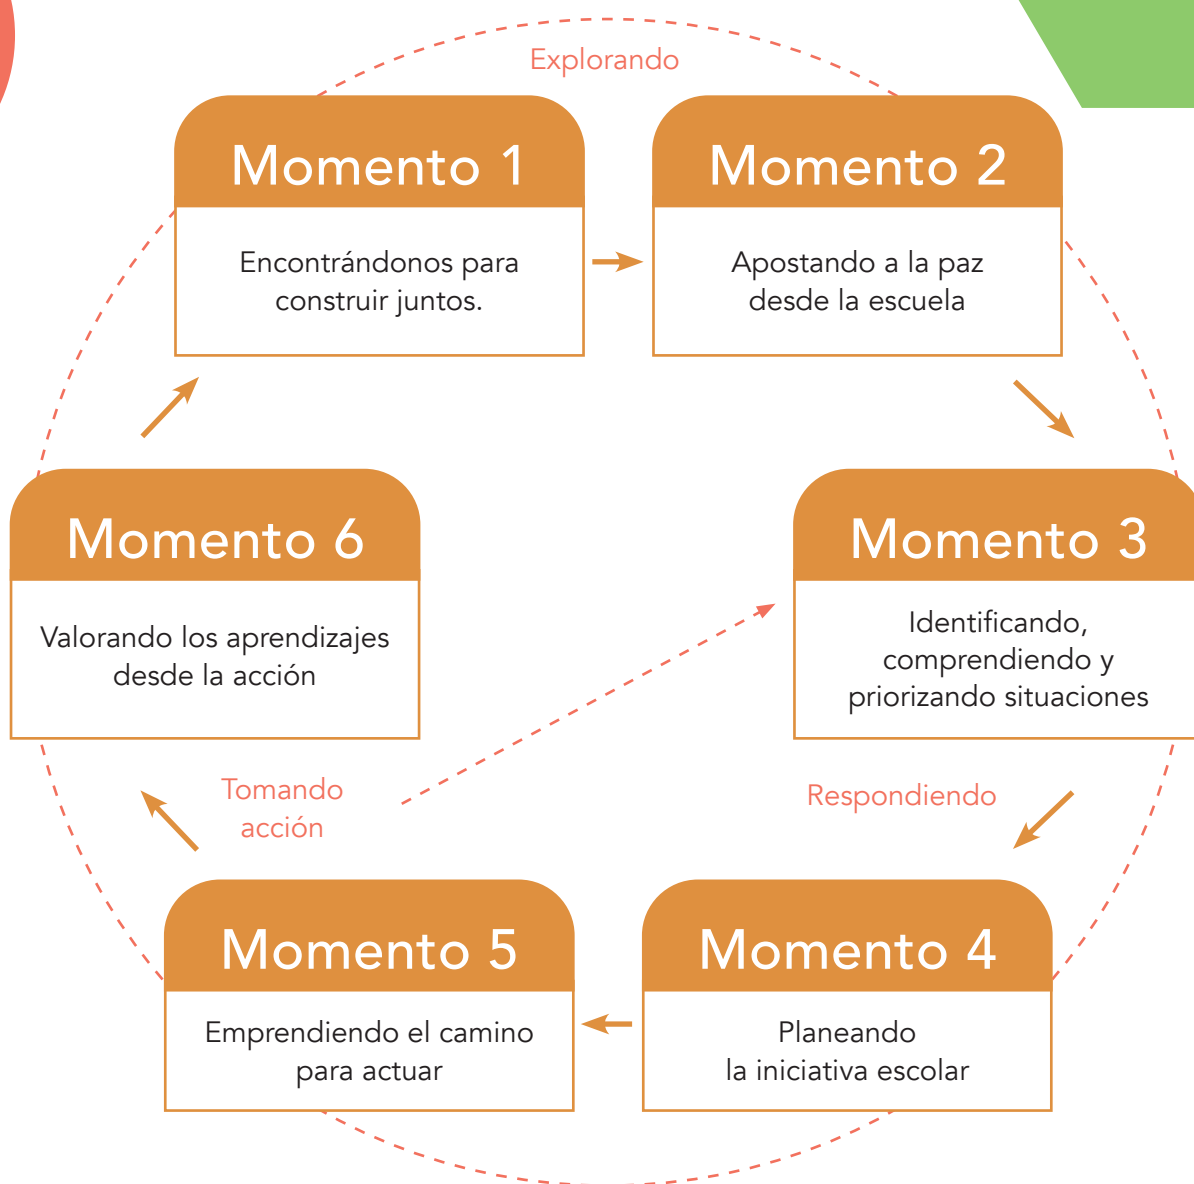 Explorando
Momento 1
Encontrándonos para
construir juntos.
Momento 2
Apostando a la paz
desde la escuela
Momento 3
Identificando,
comprendiendo y
priorizando situaciones
Respondiendo
Momento 4
Planeando
la iniciativa escolar
Momento 5
Emprendiendo el camino
para actuar
Tomando
acción
Momento 6
Valorando los aprendizajes
desde la acción